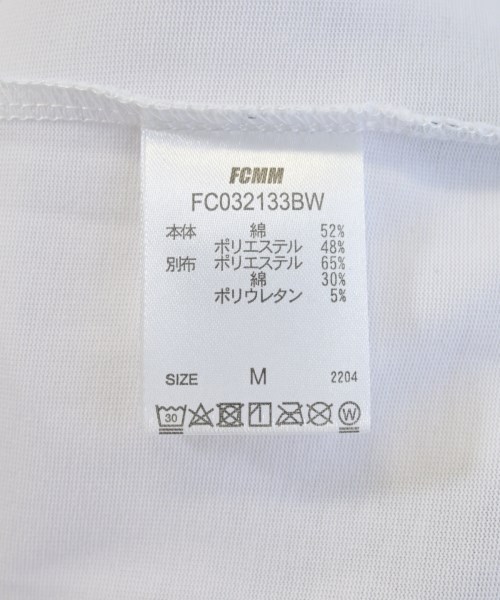 FCMM
FC032133BW
本体 綿 52%
ポリエステル 48%
別布 ポリエステル 65%
綿 30%
ポリウレタン 5%
SIZE M 2204
30 W